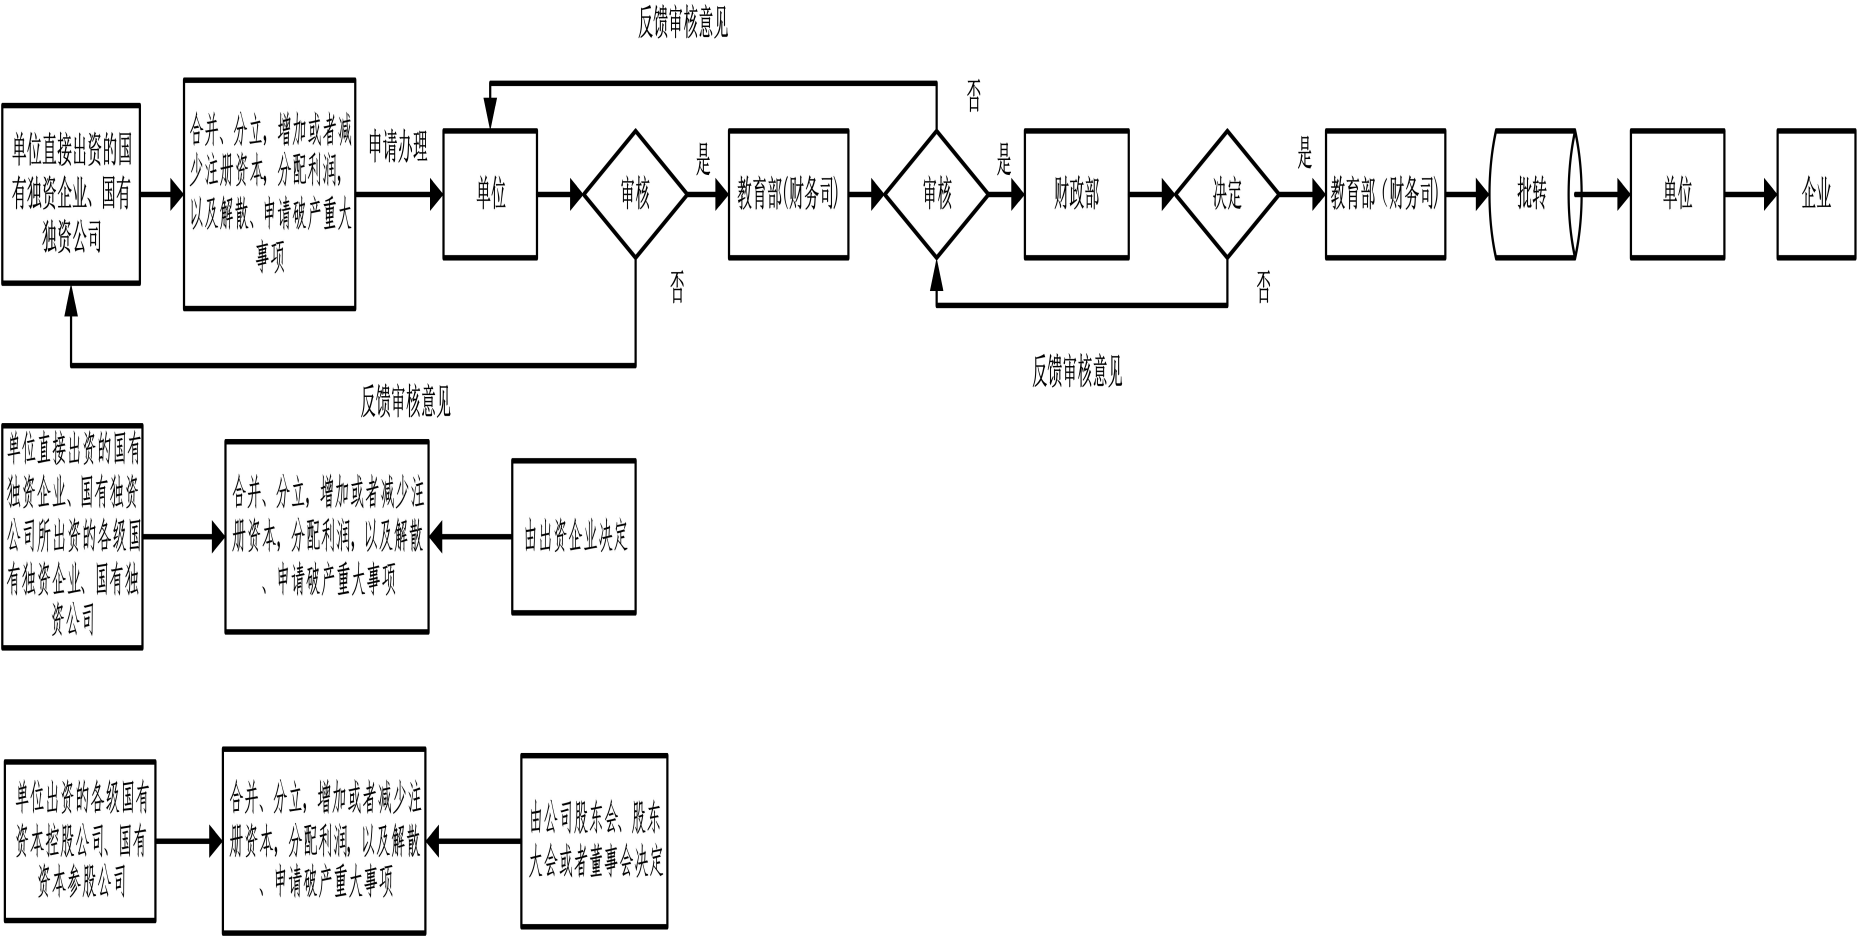 反馈审核意见
单位直接出资的国
有独资企业、国有
独资公司
合并、分立，增加或者减
少注册资本，分配利润，
以及解散、申请破产重大
事项
申请办理
单位
审核
是
否
反馈审核意见
教育部(财务司)
审核
否
是
财政部
决定
是
否
反馈审核意见
教育部（财务司)
批转
单位
企业
单位直接出资的国有
独资企业、国有独资
公司所出资的各级国
有独资企业、国有独
资公司
合并、分立，增加或者减少注
册资本，分配利润，以及解散
、申请破产重大事项
由出资企业决定
单位出资的各级国有
资本控股公司、国有
资本参股公司
合并、分立，增加或者减少注
册资本，分配利润，以及解散
、申请破产重大事项
由公司股东会、股东
大会或者董事会决定